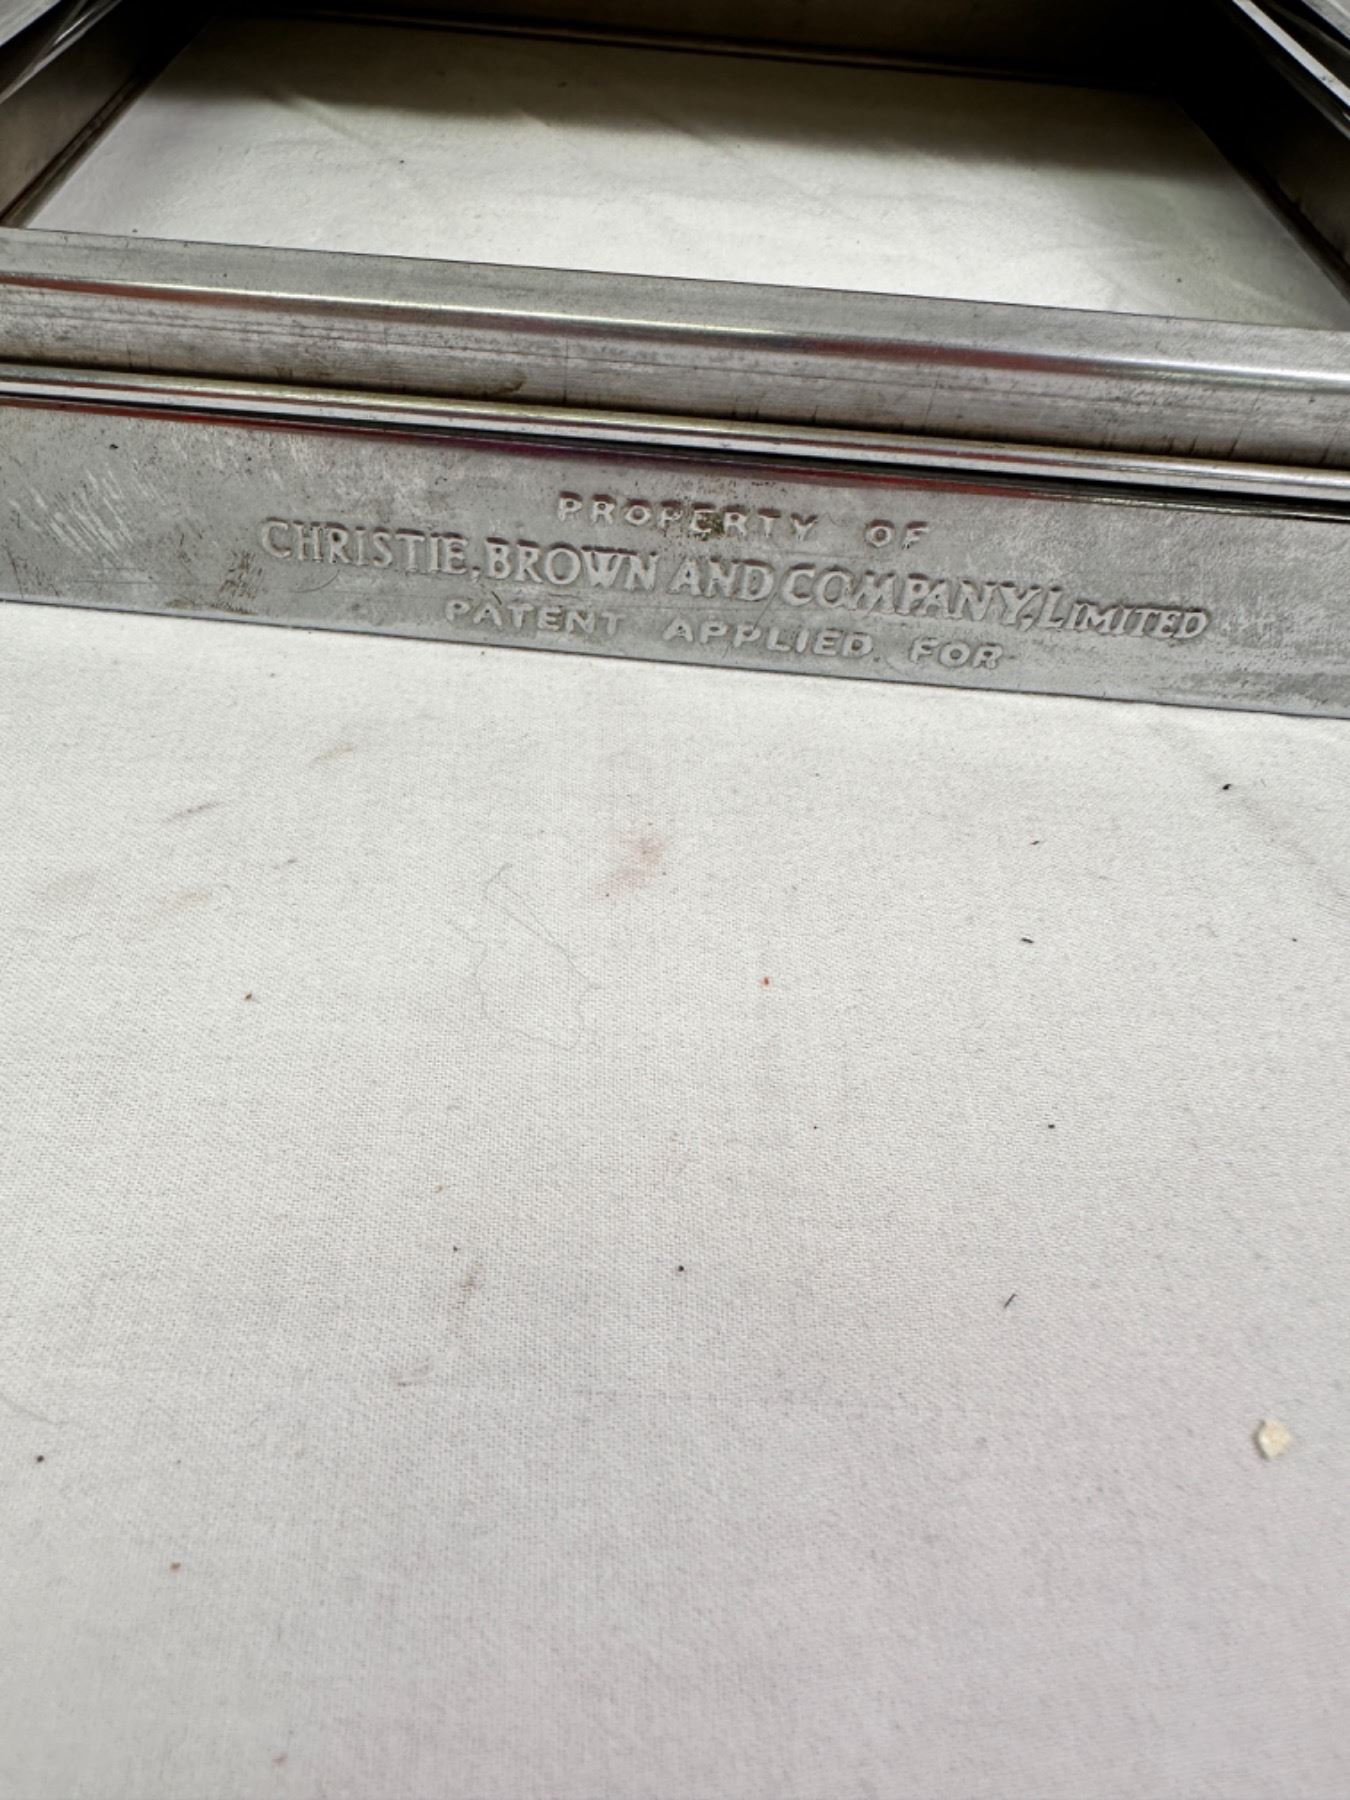 PROPERTY OF
CHRISTIE, BROWN AND COMPANY, LIMITED
PATENT APPLIED FOR